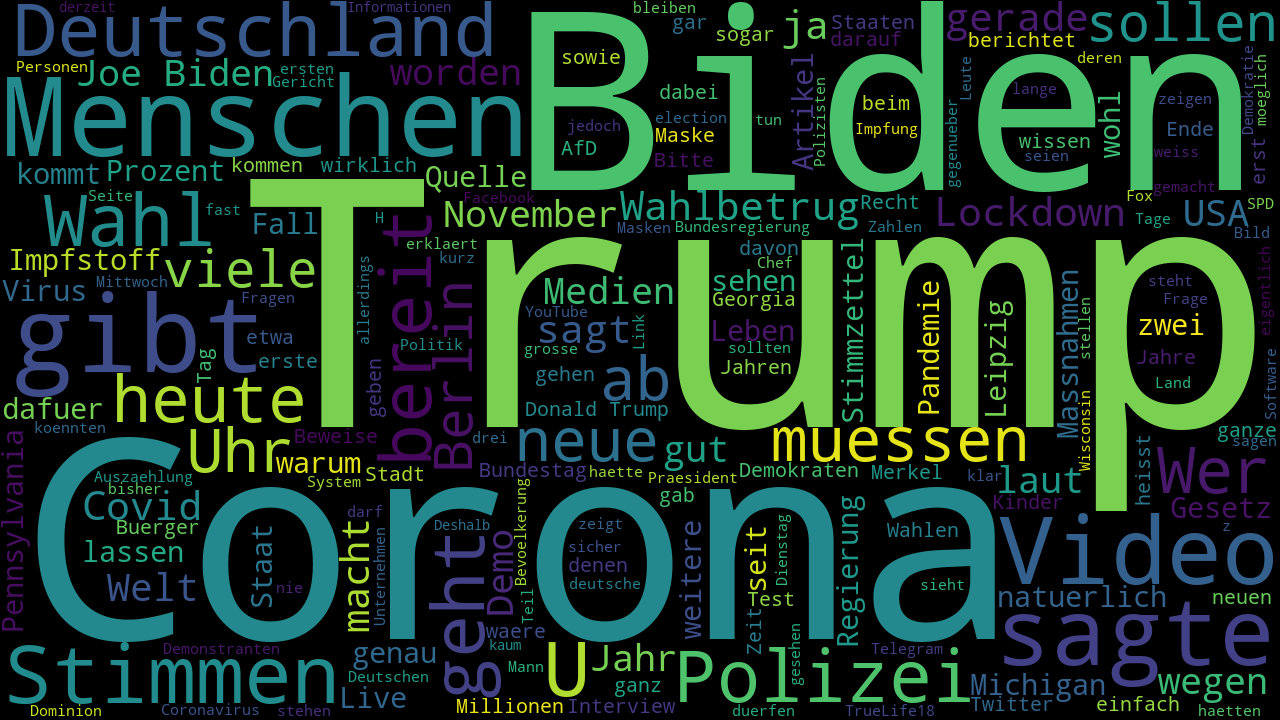 derzeit
Informationen
bleiben
Deutschland
Biden
gar
sogar
ja
Staaten
darauf
gerade
sollen
berichtet
Personen
Joe Biden
ersten
Gericht
worden
sowie
deren
Menschen
dabei
Artikel
Polizisten
beim
Leute
lange
zeigen
Demokratie
moeglich
jedoch
election
Maske
tun
Impfung
wohl
Ende
AfD
Bitte
gegenueber
wissen
seien
weiss
erst
kommt
Prozent
kommen
wirklich
Quelle
gemacht
Wahl
Seite
fast
Fall
H
Facebook
November
Wahlbetrug
Recht
Lockdown
Fox
Tage
USA
SPD
Masken
Bundesregierung
Zahlen
Blld
Trump
bereit
erklaert
kurz
davon
Chef
Impfstoff
viele
Mittwoch
Virus
Fragen
allerdings
Berlin
Medien
sehen
Georgia
Stimmzettel
Pandemie
Leipzig
Massnahmen
stellen
steht
Frage
eigentlich
gibt
etwa
YouTube
sagt
Link
Leben
zwei
erste
Tag
Politik
grosse
sollten
Jahren
Jahre
Software
geben
gehen
ab
Land
dafuer
heute
Donald Trump
koennten
Uhr
Beweise
drei
neue
gut
muessen
Wisconsin
ganze
sagen
Pennsylvania
warum
Stadt
System
Bundestag
haette
Praesident
Demokraten
Merkel
klar
laut
heisst
Wer
Auszaehlung
bisher
Corona
Covid
gab
Kinder
Gesetz
Buerger
darf
Deshalb
Bevoelkerung
zeigt
Wahlen
Video
z
lassen
Staat
macht
Unternehmen
geht
Demo
sicher
weitere
seit
Dienstag
Regierung
Welt
nie
denen
deutsche
Test
sieht
natuerlich
neuen
Teil
waere
zeit
sagte
Stimmen
Demonstranten
genau
kaum
U
Jahr
gesehen
Telegram
Deutschen
Mann
ganz
Polizei
Michigan
wegen
Live
Millionen
Interview
Twitter
einfach
Dominion
Coronavirus
stehen
duerfen
TrueLife18
haetten